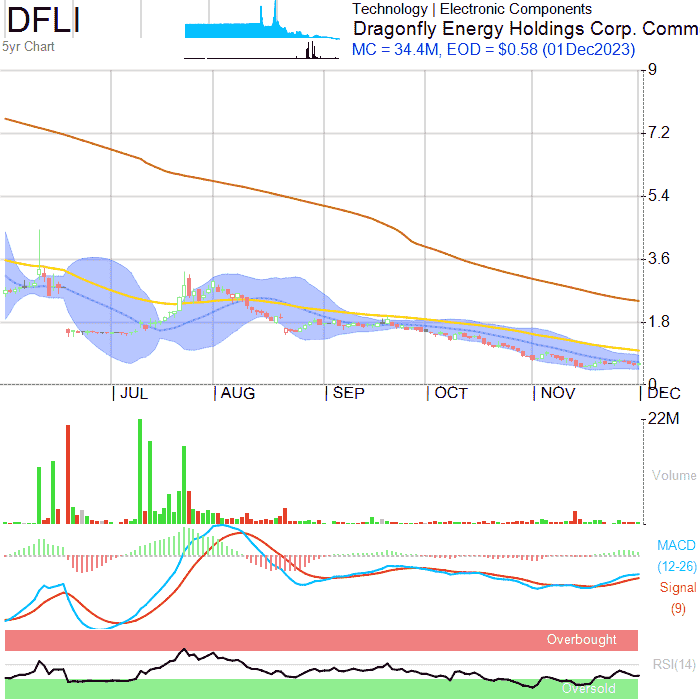 DFLI
5yr Chart
Technology | Electronic Components
Dragonfly Energy Holdings Corp. Comm
MC = 34.4M, EOD = $0.58 (01Dec2023)
9
7.2
5.4
3.6
1.8
0
JUL AUG SEP OCT NOV DEC
22M
Volume
MACD
(12-26)
Signal
(9)
Overbought
RSI(14)
Oversold